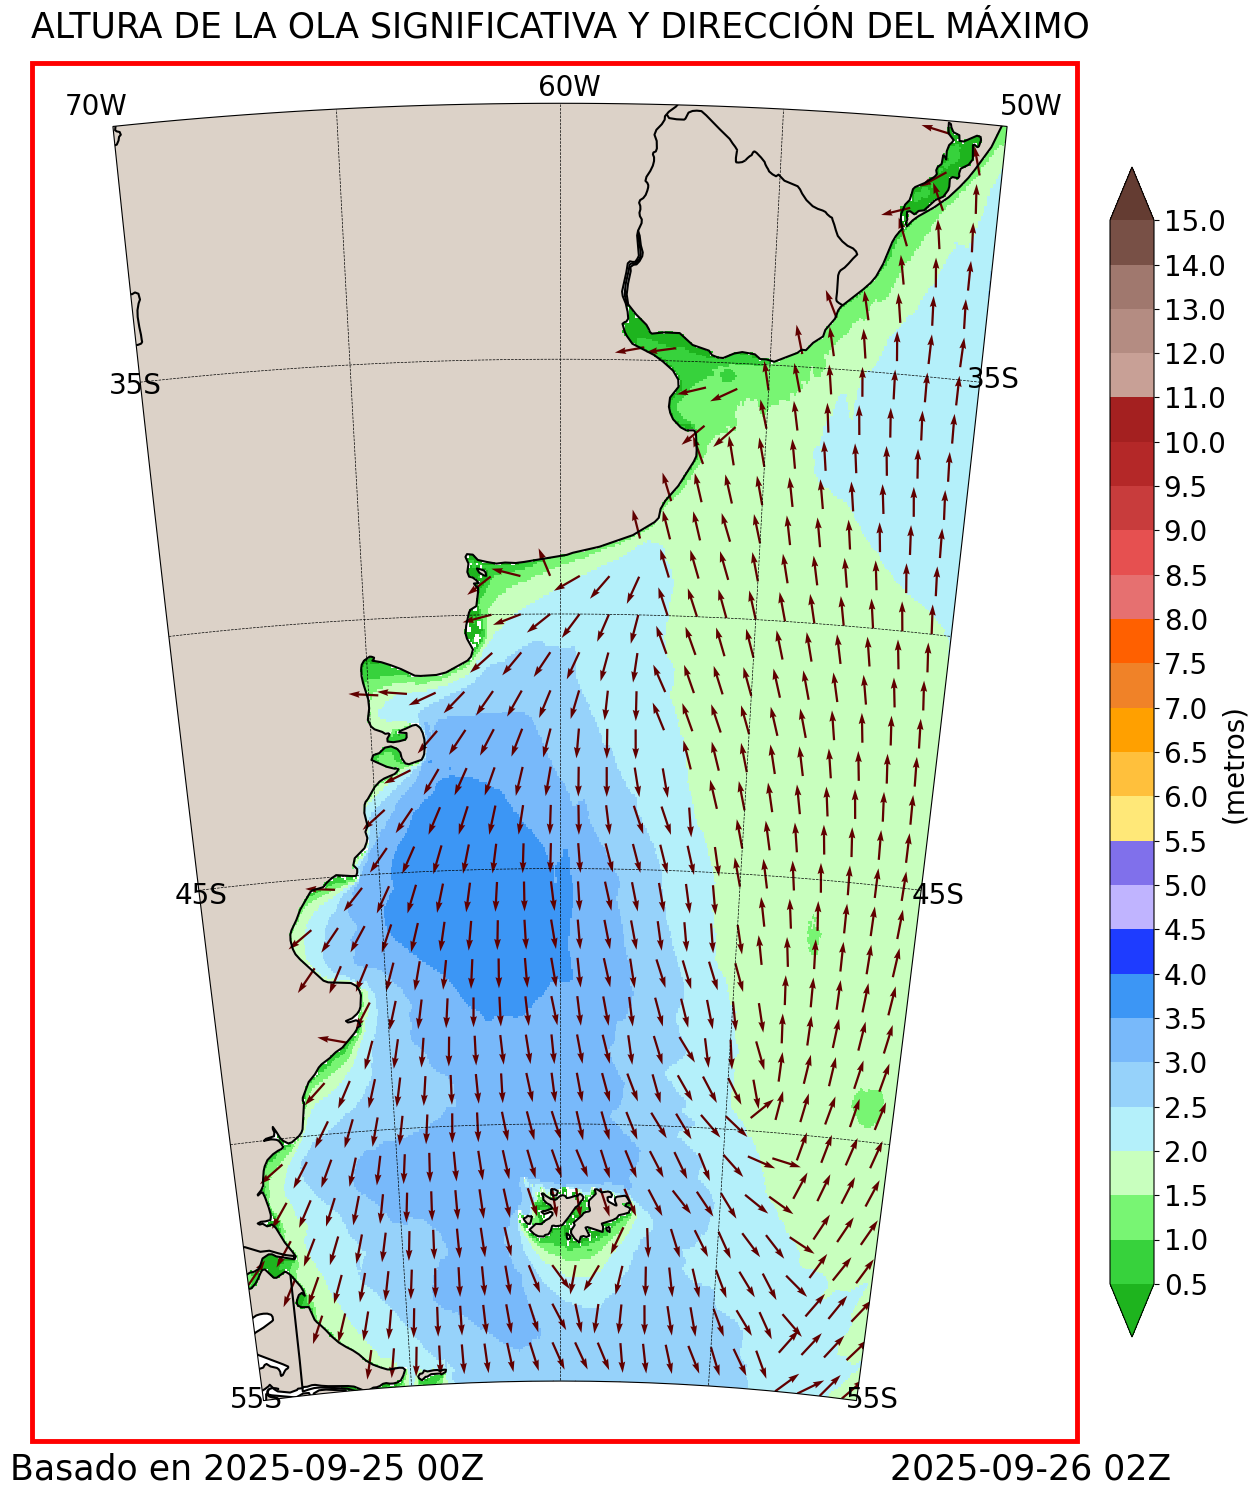 ALTURA DE LA OLA SIGNIFICATIVA Y DIRECCIÓN DEL MÁXIMO
70W
60W
50W
35S
35S
45S
45S
55S
55S
15.0
14.0
13.0
12.0
11.0
10.0
9.5
9.0
8.5
8.0
7.5
7.0
6.5
6.0
5.5
5.0
4.5
4.0
3.5
3.0
2.5
2.0
1.5
1.0
0.5
(metros)
Basado en 2025-09-25 00Z
2025-09-26 02Z